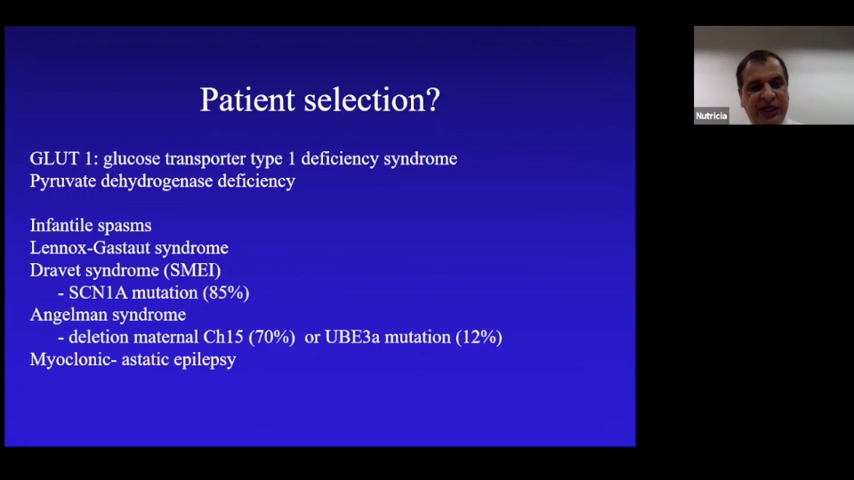 Patient selection?
GLUT 1: glucose transporter type 1 deficiency syndrome
Pyruvate dehydrogenase deficiency
Infantile spasms
Lennox-Gastaut syndrome
Dravet syndrome (SMEI)
- SCN1A mutation (85%)
Angelman syndrome
- deletion maternal Ch15 (70%) or UBE3a mutation (12%)
Myoclonic- astatic epilepsy
Nutricia